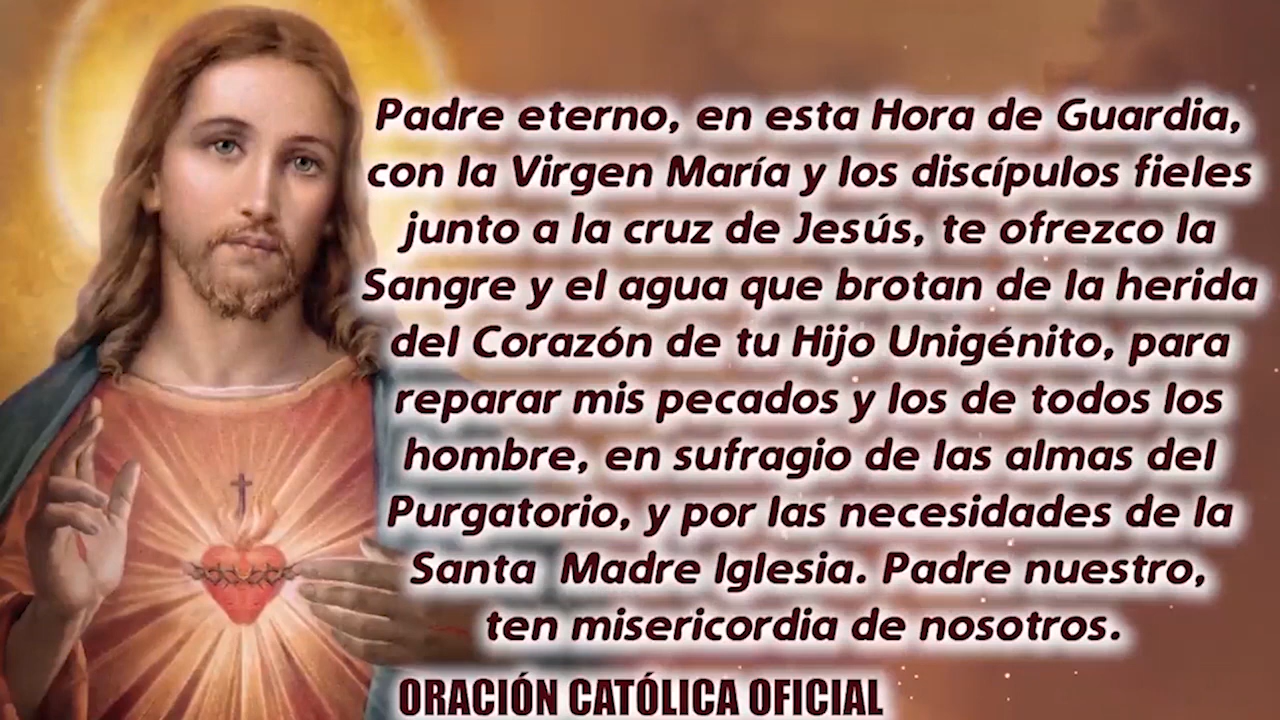 Padre eterno, en esta Hora de Guardia,
con la Virgen María y los discípulos fieles
junto a la cruz de Jesús, te ofrezco la
Sangre y el agua que brotan de la herida
del Corazón de tu Hijo Unigénito, para
reparar mis pecados y los de todos los
hombre, en sufragio de las almas del
Purgatorio, y por las necesidades de la
Santa  Madre Iglesia. Padre nuestro,
ten misericordia de nosotros.
ORACIÓN CATÓLICA OFICIAL